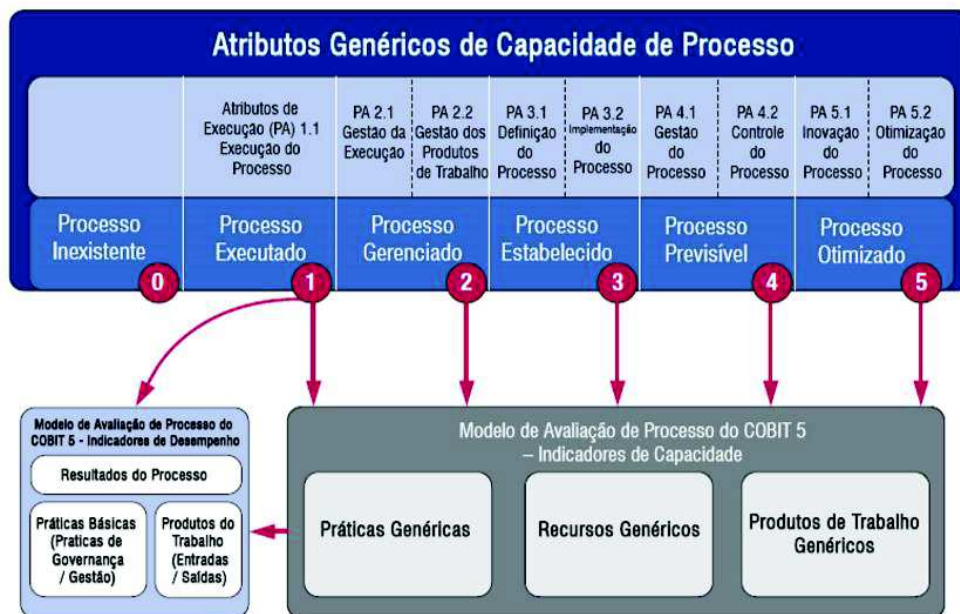 Atributos Genéricos de Capacidade de Processo
Atributos de
Execução (PA) 1.1
Execução do
Processo
PA 2.1
Gestão da
Execução
PA 2.2
Gestão dos
Produtos
de Trabalho
PA 3.1
Definição
do
Processo
PA 3.2
Implementação
do
Processo
PA 4.1
Gestão
do
Processo
PA 4.2
Controle
do
Processo
PA 5.1
Inovação
do
Processo
PA 5.2
Otimização
do
Processo
Processo
Inexistente
0
Processo
Executado
1
Processo
Gerenciado
2
Processo
Estabelecido
3
Processo
Previsível
4
Processo
Otimizado
5
Modelo de Avaliação de Processo do
COBIT 5 - Indicadores de Desempenho
Resultados do Processo
Práticas Básicas
(Praticas de
Governança
/ Gestão)
Produtos do
Trabalho
(Entradas
/ Saídas)
Modelo de Avaliação de Processo do COBIT 5
– Indicadores de Capacidade
Práticas Genéricas
Recursos Genéricos
Produtos de Trabalho
Genéricos